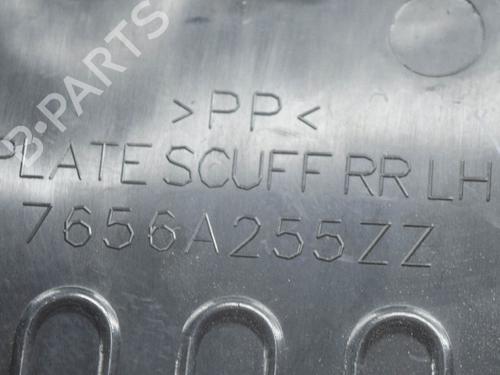 B-PARTS
>PP<
PLATE SCUFF RR LH
7656A255ZZ